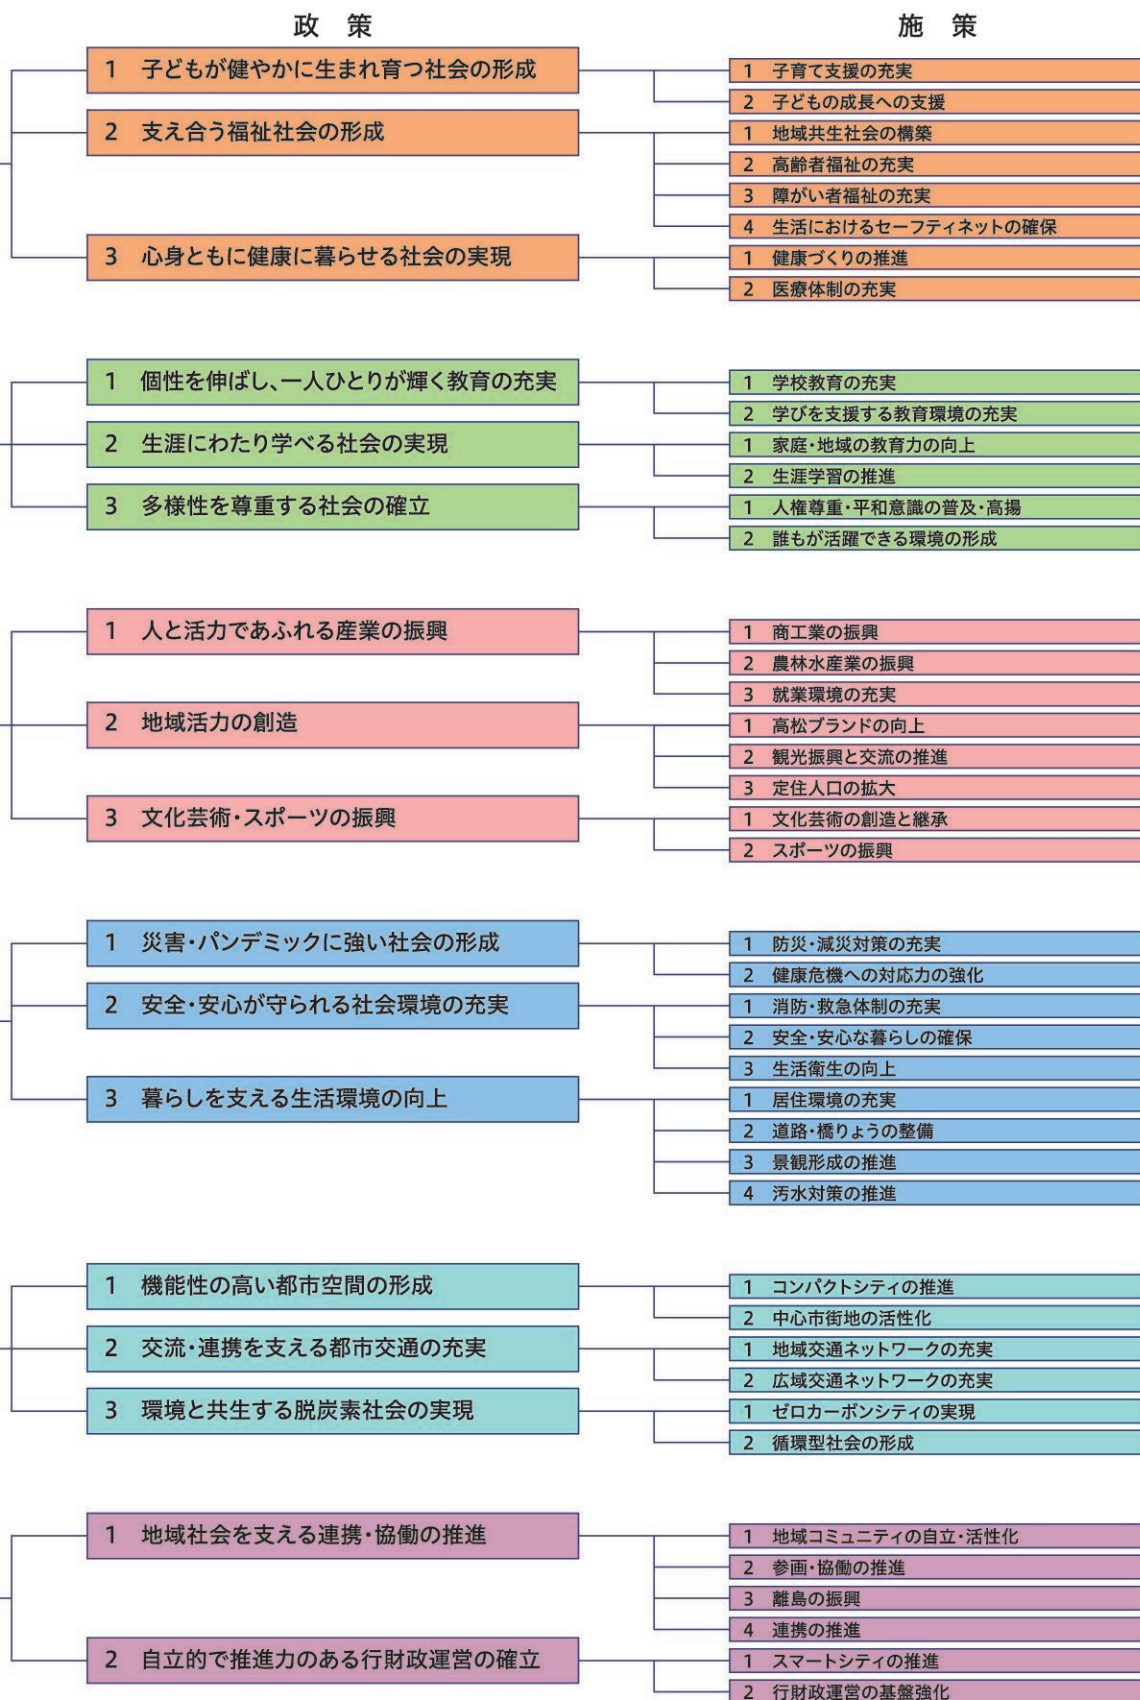 政 策
施 策
1 子どもが健やかに生まれ育つ社会の形成
1 子育て支援の充実
2 子どもの成長への支援
2 支え合う福祉社会の形成
1 地域共生社会の構築
2 高齢者福祉の充実
3 障がい者福祉の充実
4 生活におけるセーフティネットの確保
3 心身ともに健康に暮らせる社会の実現
1 健康づくりの推進
2 医療体制の充実
1 個性を伸ばし、一人ひとりが輝く教育の充実
1 学校教育の充実
2 学びを支援する教育環境の充実
2 生涯にわたり学べる社会の実現
1 家庭・地域の教育力の向上
2 生涯学習の推進
3 多様性を尊重する社会の確立
1 人権尊重・平和意識の普及・高揚
2 誰もが活躍できる環境の形成
1 人と活力であふれる産業の振興
1 商工業の振興
2 農林水産業の振興
3 就業環境の充実
2 地域活力の創造
1 高松ブランドの向上
2 観光振興と交流の推進
3 定住人口の拡大
3 文化芸術・スポーツの振興
1 文化芸術の創造と継承
2 スポーツの振興
1 災害・パンデミックに強い社会の形成
1 防災・減災対策の充実
2 健康危機への対応力の強化
2 安全・安心が守られる社会環境の充実
1 消防・救急体制の充実
2 安全・安心な暮らしの確保
3 生活衛生の向上
3 暮らしを支える生活環境の向上
1 居住環境の充実
2 道路・橋りょうの整備
3 景観形成の推進
4 汚水対策の推進
1 機能性の高い都市空間の形成
1 コンパクトシティの推進
2 中心市街地の活性化
2 交流・連携を支える都市交通の充実
1 地域交通ネットワークの充実
2 広域交通ネットワークの充実
3 環境と共生する脱炭素社会の実現
1 ゼロカーボンシティの実現
2 循環型社会の形成
1 地域社会を支える連携・協働の推進
1 地域コミュニティの自立・活性化
2 参画・協働の推進
3 離島の振興
4 連携の推進
2 自立的で推進力のある行財政運営の確立
1 スマートシティの推進
2 行財政運営の基盤強化